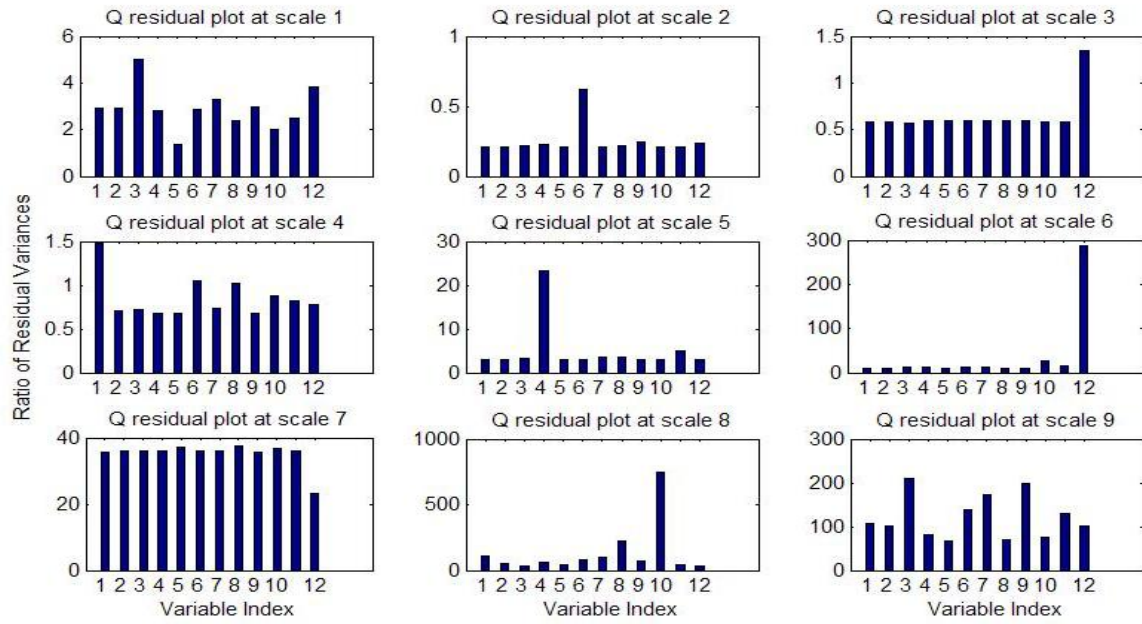 Q residual plot at scale 1
Q residual plot at scale 2
Q residual plot at scale 3
6
4
2
0
1 2 3 4 5 6 7 8 9 10 12
1
0.5
0
1 2 3 4 5 6 7 8 9 10 12
1.5
1
0.5
0
1 2 3 4 5 6 7 8 9 10 12
Ratio of Residual Variances
Q residual plot at scale 4
Q residual plot at scale 5
Q residual plot at scale 6
1.5
1
0.5
0
1 2 3 4 5 6 7 8 9 10 12
30
20
10
0
1 2 3 4 5 6 7 8 9 10 12
300
200
100
0
1 2 3 4 5 6 7 8 9 10 12
Q residual plot at scale 7
Q residual plot at scale 8
Q residual plot at scale 9
40
20
0
1 2 3 4 5 6 7 8 9 10 12
Variable Index
1000
500
0
1 2 3 4 5 6 7 8 9 10 12
Variable Index
300
200
100
0
1 2 3 4 5 6 7 8 9 10 12
Variable Index